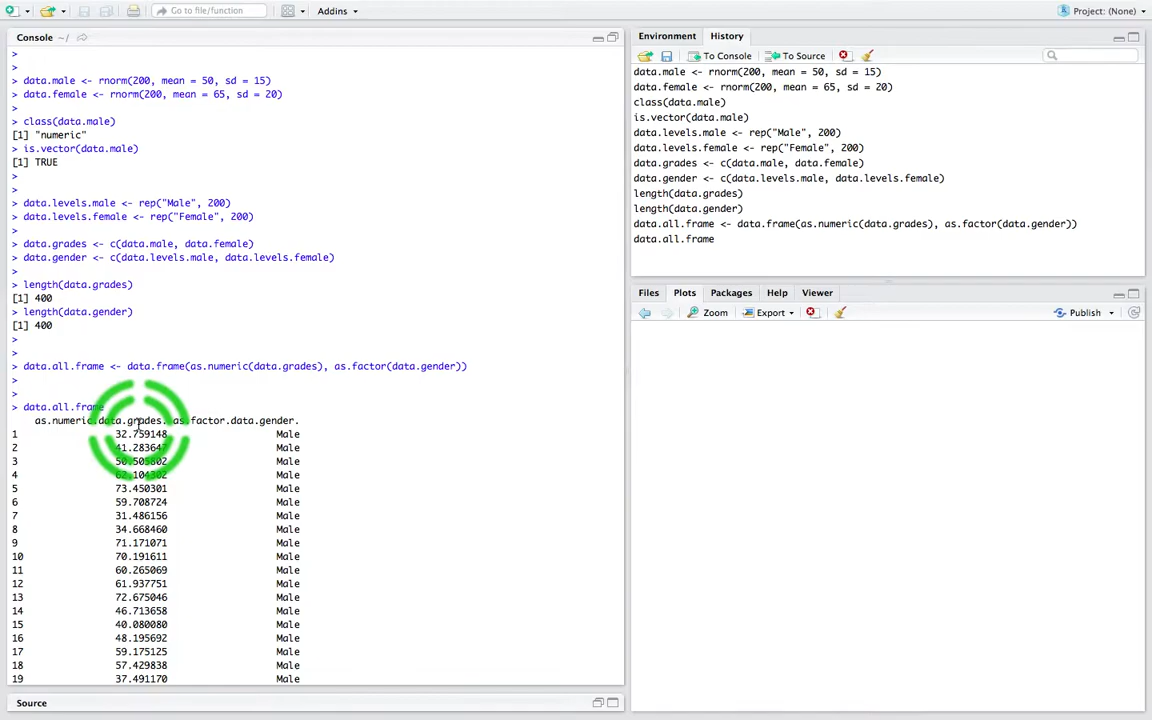 Go to file/function
Addins
Project: (None)
Console ~/
>
>
> data.male <- rnorm(200, mean = 50, sd = 15)
> data.female <- rnorm(200, mean = 65, sd = 20)
>
> class(data.male)
[1] "numeric"
> is.vector(data.male)
[1] TRUE
>
>
> data.levels.male <- rep("Male", 200)
> data.levels.female <- rep("Female", 200)
>
> data.grades <- c(data.male, data.female)
> data.gender <- c(data.levels.male, data.levels.female)
>
> length(data.grades)
[1] 400
> length(data.gender)
[1] 400
>
>
> data.all.frame <- data.frame(as.numeric(data.grades), as.factor(data.gender))
>
>
> data.all.frame
as.numeric.data.grades. as.factor.data.gender.
1 32.759148 Male
2 41.283647 Male
3 50.505802 Male
4 62.104302 Male
5 73.450301 Male
6 59.708724 Male
7 31.486156 Male
8 34.668460 Male
9 71.171071 Male
10 70.191611 Male
11 60.265069 Male
12 61.937751 Male
13 72.675046 Male
14 46.713658 Male
15 40.080080 Male
16 48.195692 Male
17 59.175125 Male
18 57.429838 Male
19 37.491170 Male
Source
Environment History
To Console To Source
data.male <- rnorm(200, mean = 50, sd = 15)
data.female <- rnorm(200, mean = 65, sd = 20)
class(data.male)
is.vector(data.male)
data.levels.male <- rep("Male", 200)
data.levels.female <- rep("Female", 200)
data.grades <- c(data.male, data.female)
data.gender <- c(data.levels.male, data.levels.female)
length(data.grades)
length(data.gender)
data.all.frame <- data.frame(as.numeric(data.grades), as.factor(data.gender))
data.all.frame
Files Plots Packages Help Viewer
Zoom Export Publish